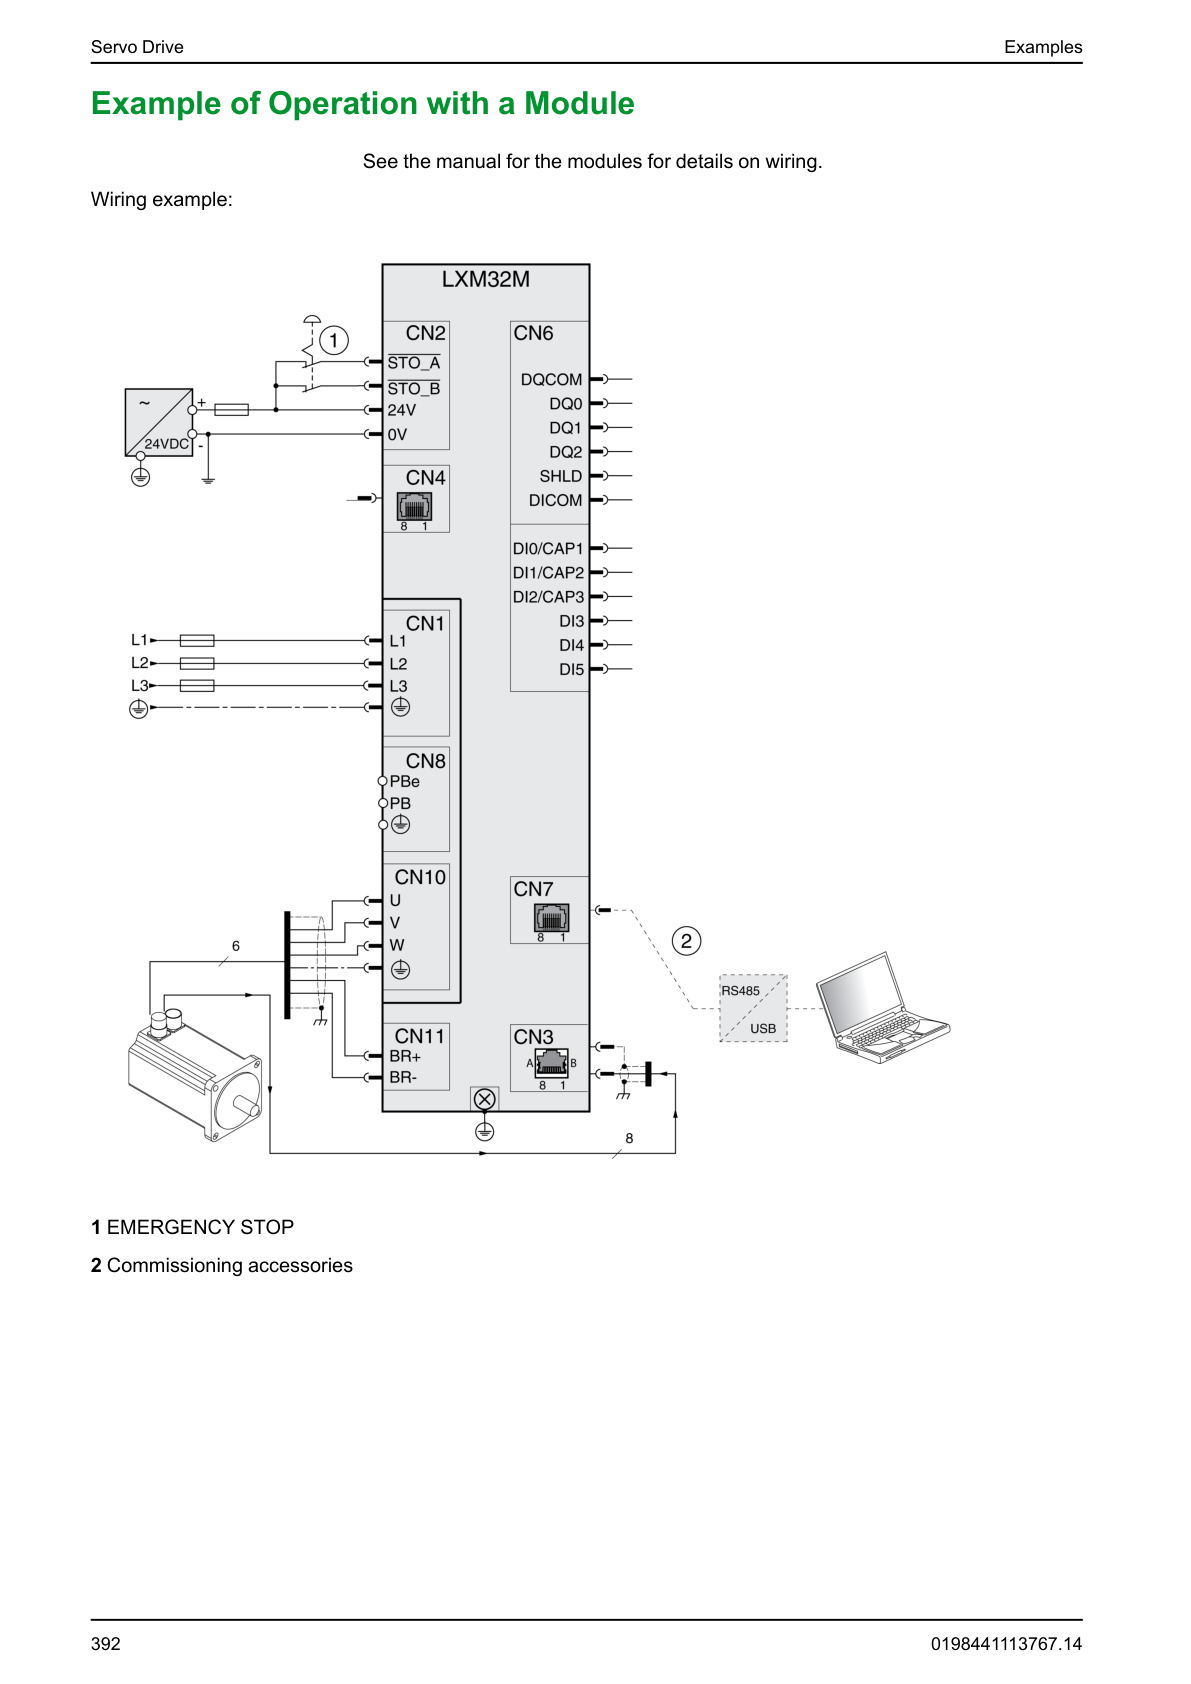 Servo Drive Examples
Example of Operation with a Module
See the manual for the modules for details on wiring.
Wiring example:
LXM32M
1
CN2
STO_A
STO_B
24V
0V
~
24VDC
+
-
CN4
8 1
CN6
DQCOM
DQ0
DQ1
DQ2
SHLD
DICOM
DI0/CAP1
DI1/CAP2
DI2/CAP3
DI3
DI4
DI5
L1
L2
L3
CN1
L1
L2
L3
CN8
PBe
PB
CN10
U
V
W
6
CN11
BR+
BR-
CN7
8 1
2
RS485
USB
CN3
A B
8 1
8
1 EMERGENCY STOP
2 Commissioning accessories
392 0198441113767.14